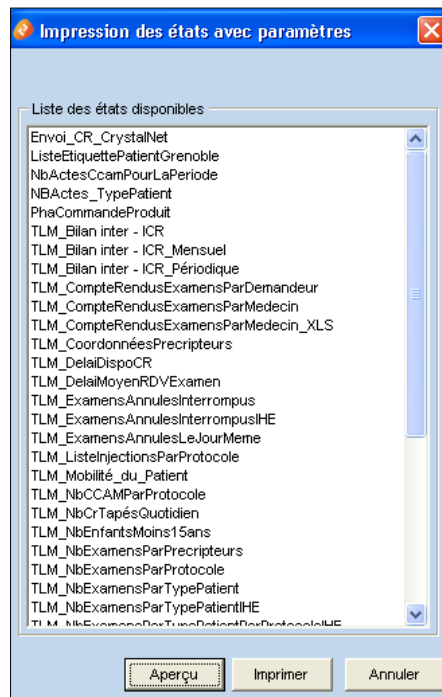 Impression des états avec paramètres
Liste des états disponibles
Envoi_CR_CrystalNet
ListeEtiquettePatientGrenoble
NbActesCcamPourLaPeriode
NBActes_TypePatient
PhaCommandeProduit
TLM_Bilan inter - ICR
TLM_Bilan inter - ICR_Mensuel
TLM_Bilan inter - ICR_Périodique
TLM_CompteRendusExamensParDemandeur
TLM_CompteRendusExamensParMedecin
TLM_CompteRendusExamensParMedecin_XLS
TLM_CoordonnéesPrecripteurs
TLM_DelaiDispoCR
TLM_DelaiMoyenRDVExamen
TLM_ExamensAnnulesInterrompus
TLM_ExamensAnnulesInterrompusIHE
TLM_ExamensAnnulesLeJourMeme
TLM_ListeInjectionsParProtocole
TLM_Mobilité_du_Patient
TLM_NbCCAMParProtocole
TLM_NbCrTapésQuotidien
TLM_NbEnfantsMoins15ans
TLM_NbExamensParPrecripteurs
TLM_NbExamensParProtocole
TLM_NbExamensParTypePatient
TLM_NbExamensParTypePatientIHE
TLM_NbExamensParTypePatientParProtocoleIHE
Aperçu
Imprimer
Annuler